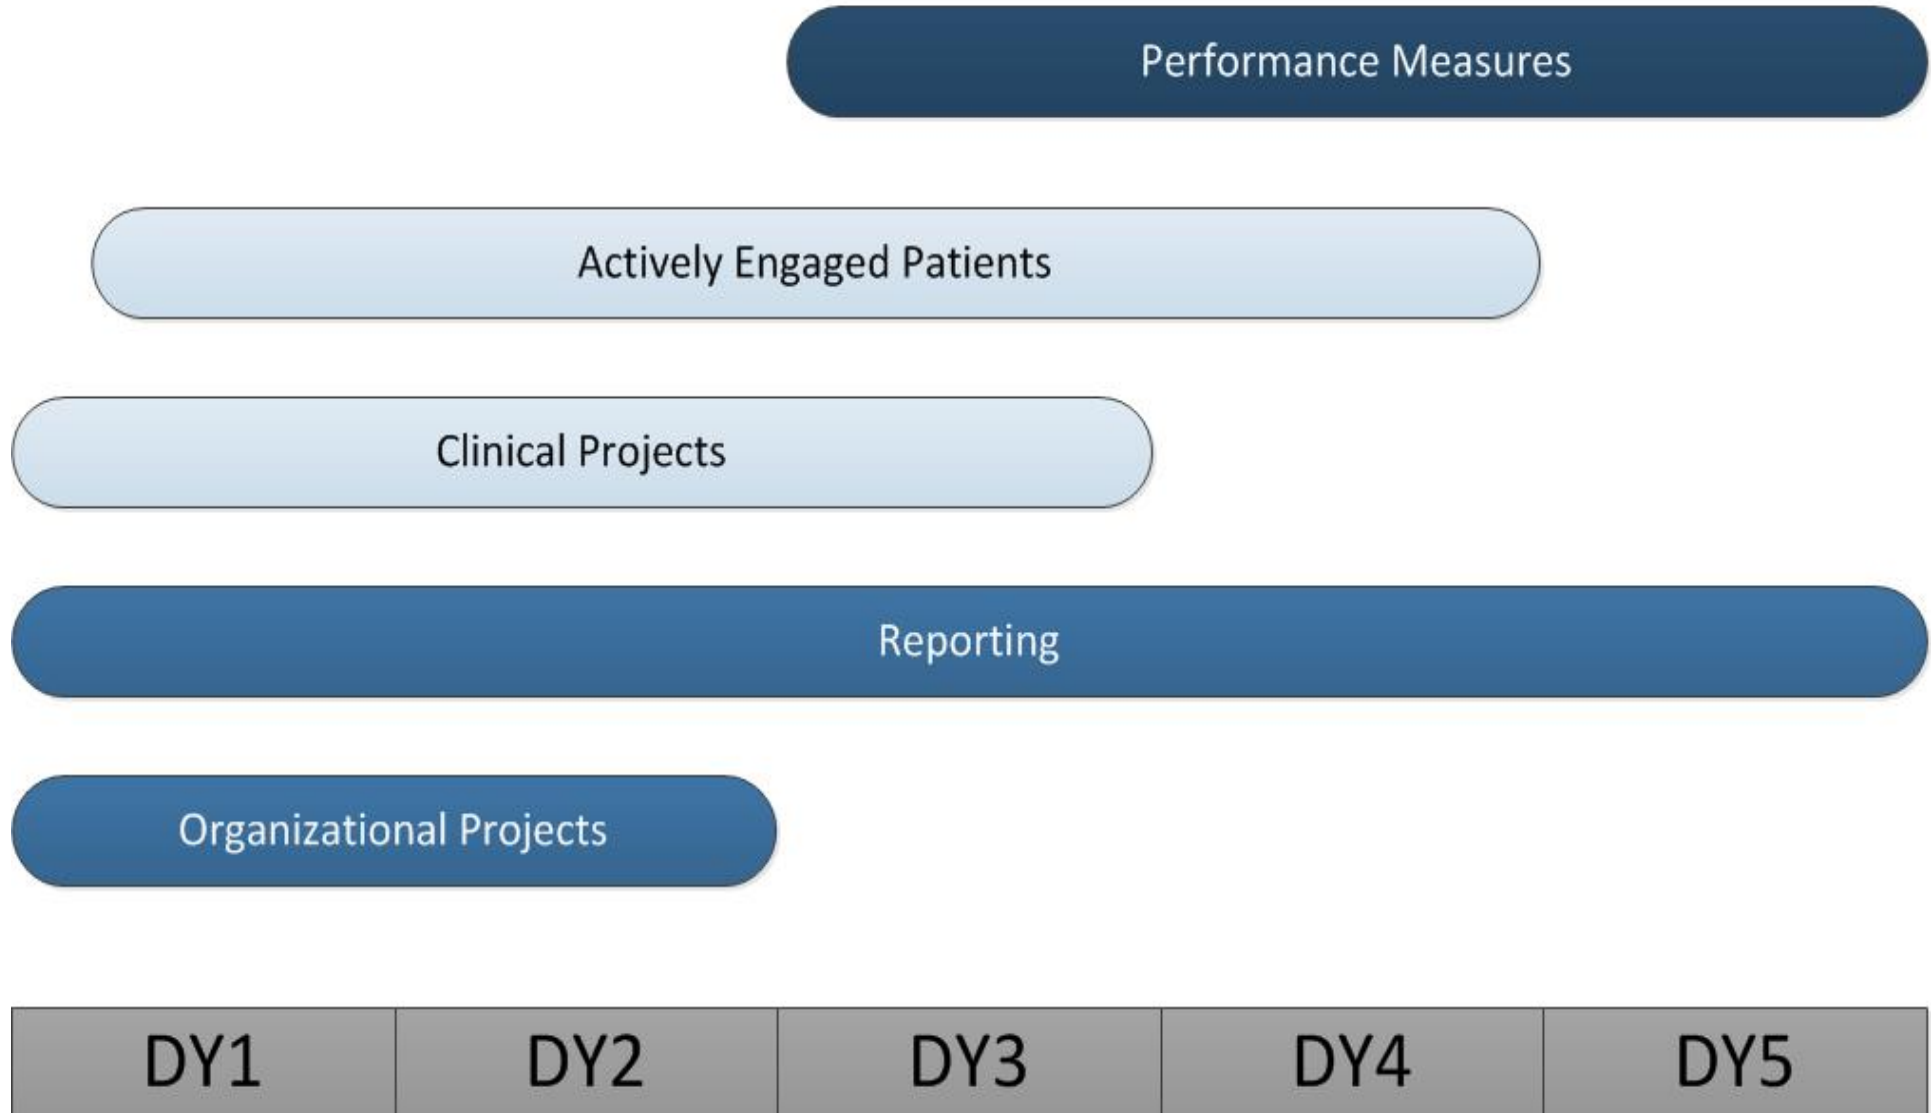 Performance Measures
Actively Engaged Patients
Clinical Projects
Reporting
Organizational Projects
DY1 DY2 DY3 DY4 DY5